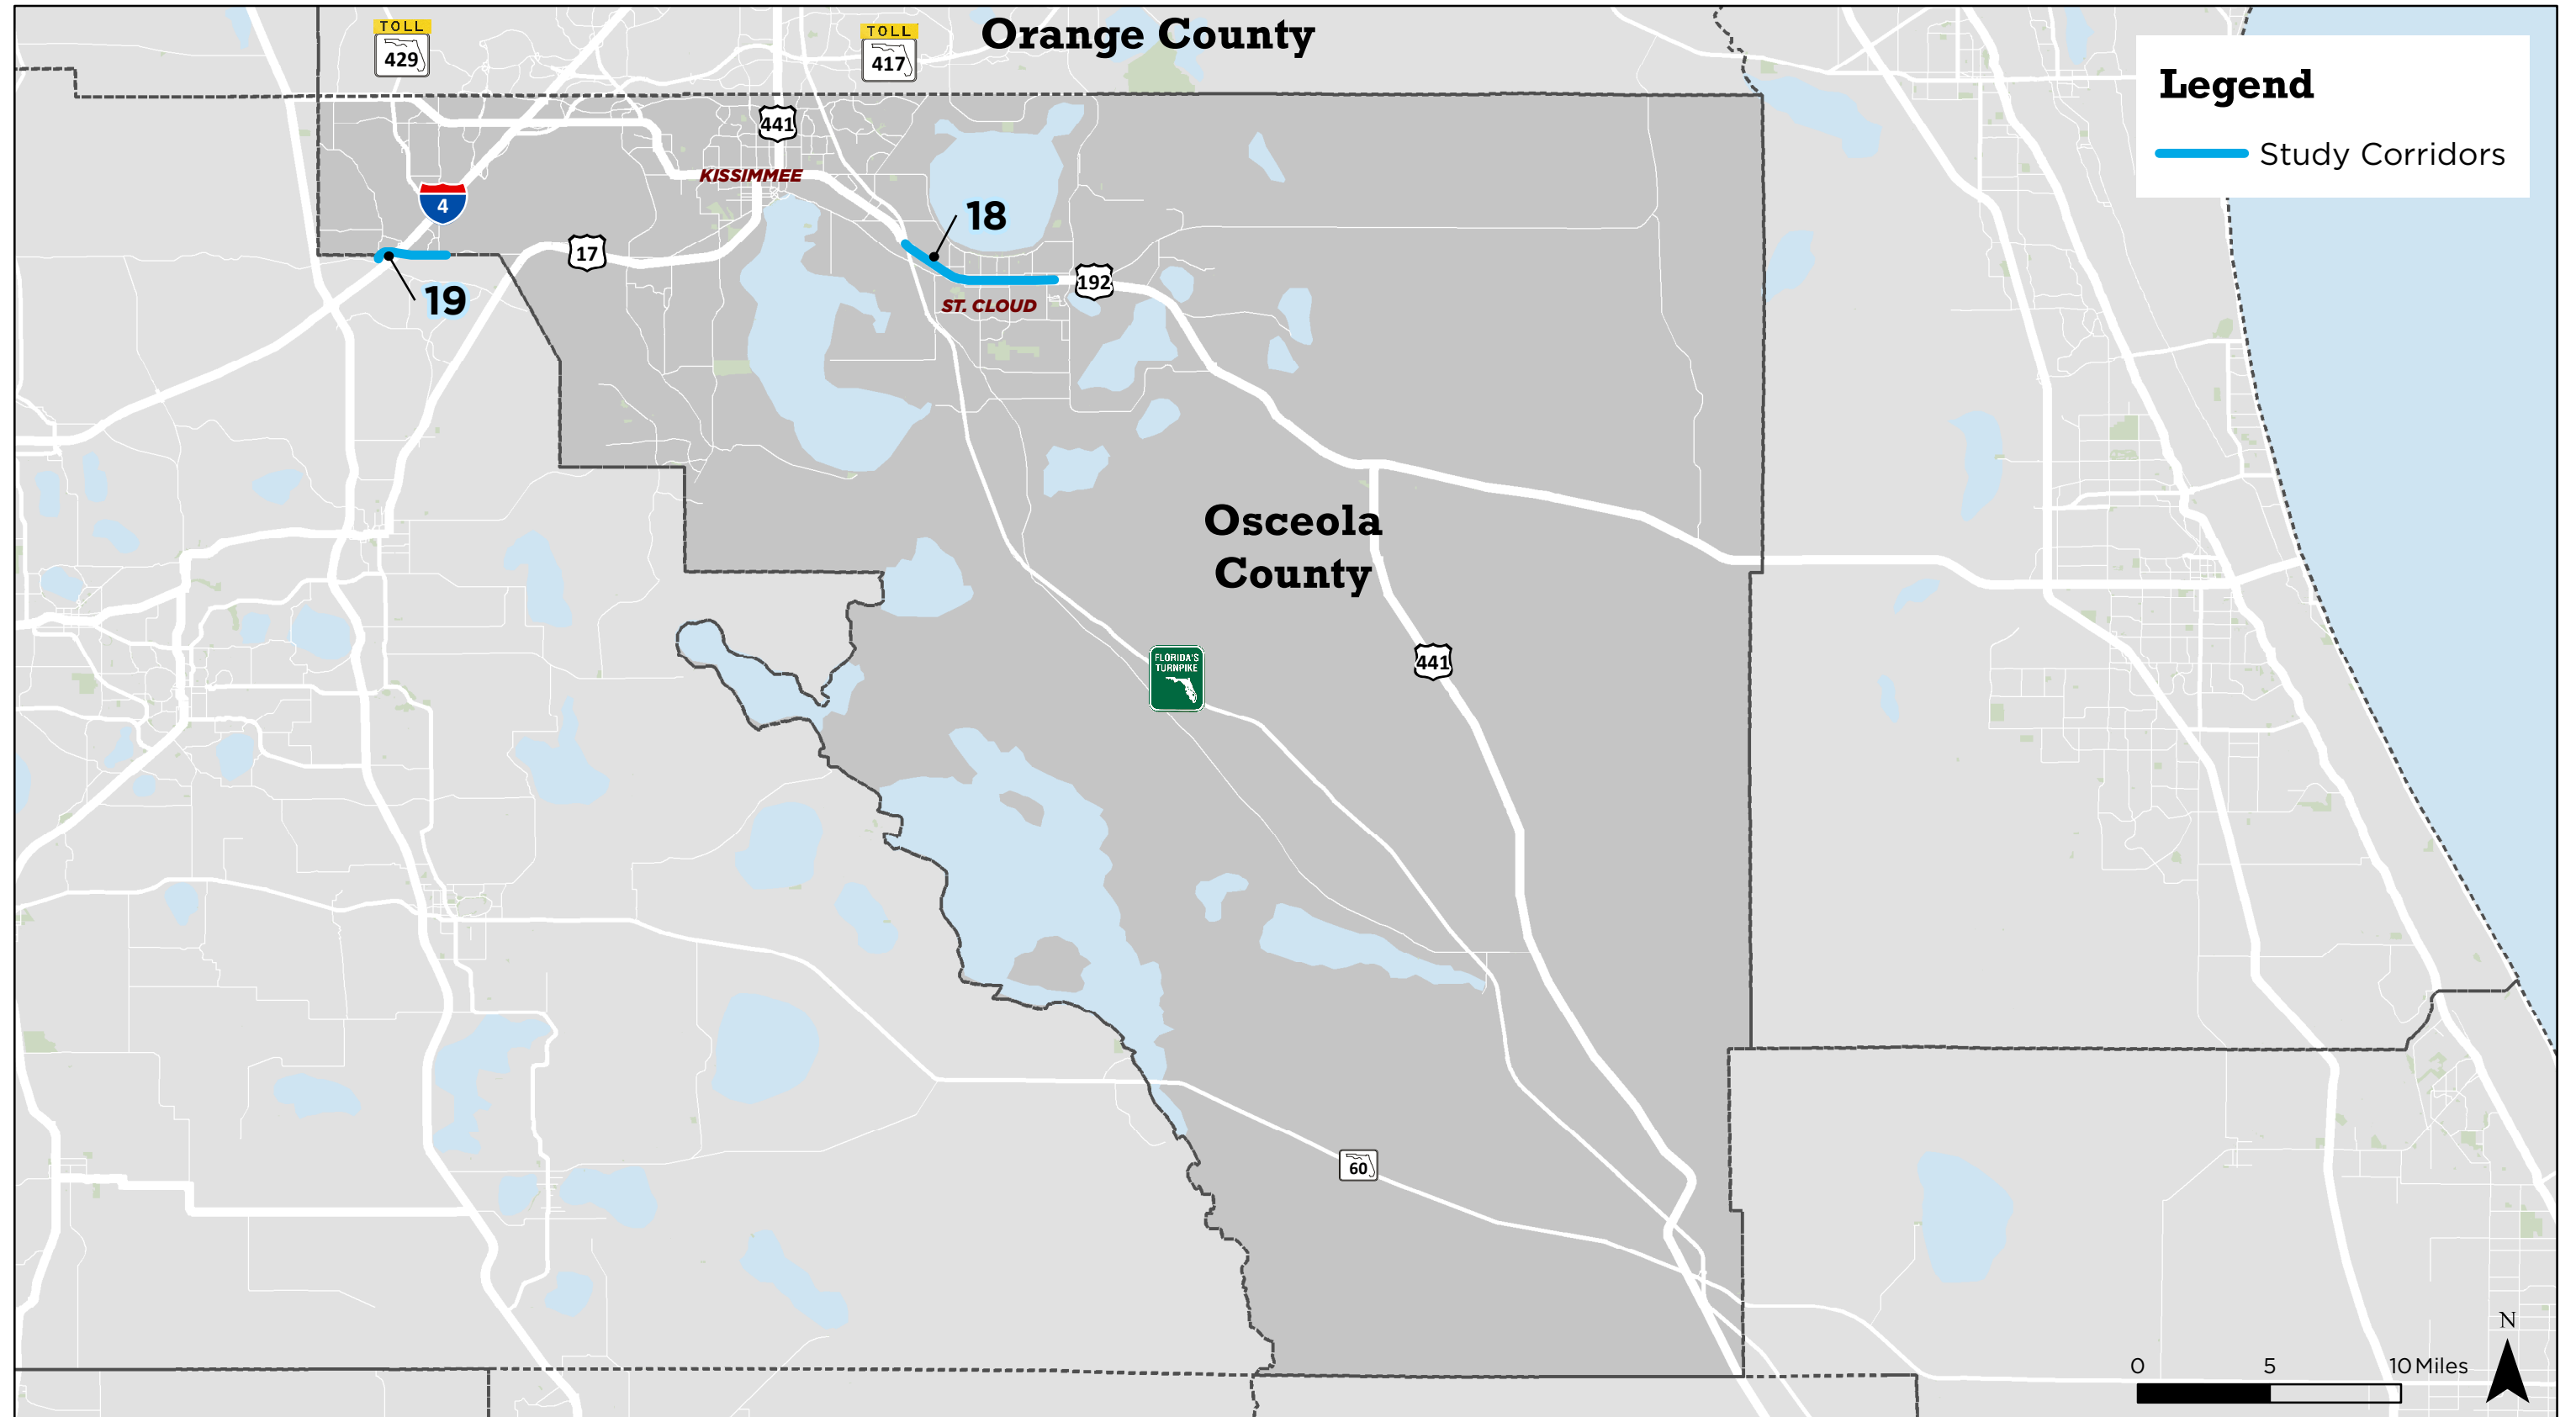 TOLL
429
TOLL
417
Orange County
Legend
Study Corridors
441
KISSIMMEE
4
18
17
19
192
ST. CLOUD
Osceola
County
FLORIDA'S
TURNPIKE
441
60
N
0 5 10 Miles